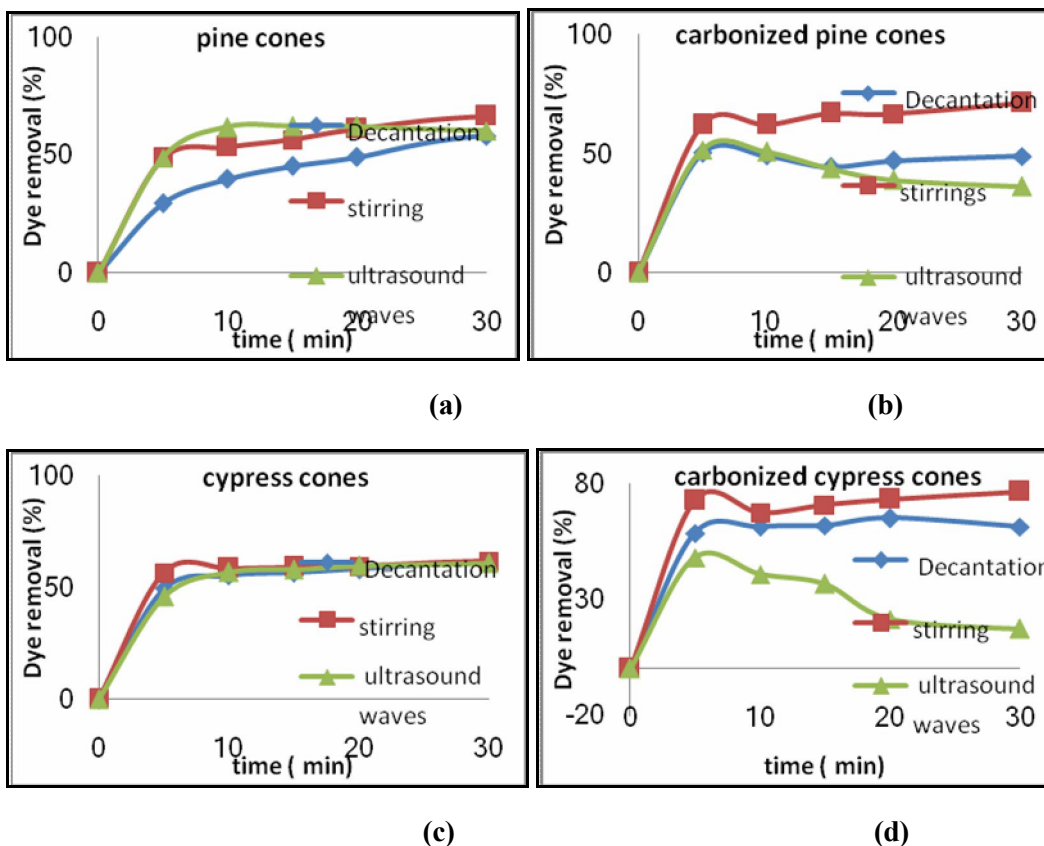 pine cones
100
50
0
Dye removal (%)
Decantation
stirring
ultrasound
waves
0 10 20 30
time ( min)
(a)
carbonized pine cones
100
50
0
Dye removal (%)
Decantation
stirrings
ultrasound
waves
0 10 20 30
time ( min)
(b)
cypress cones
100
50
0
Dye removal (%)
Decantation
stirring
ultrasound
waves
0 10 20 30
time ( min)
(c)
carbonized cypress cones
80
30
-20
Dye removal (%)
Decantation
stirring
ultrasound
waves
0 10 20 30
time ( min)
(d)